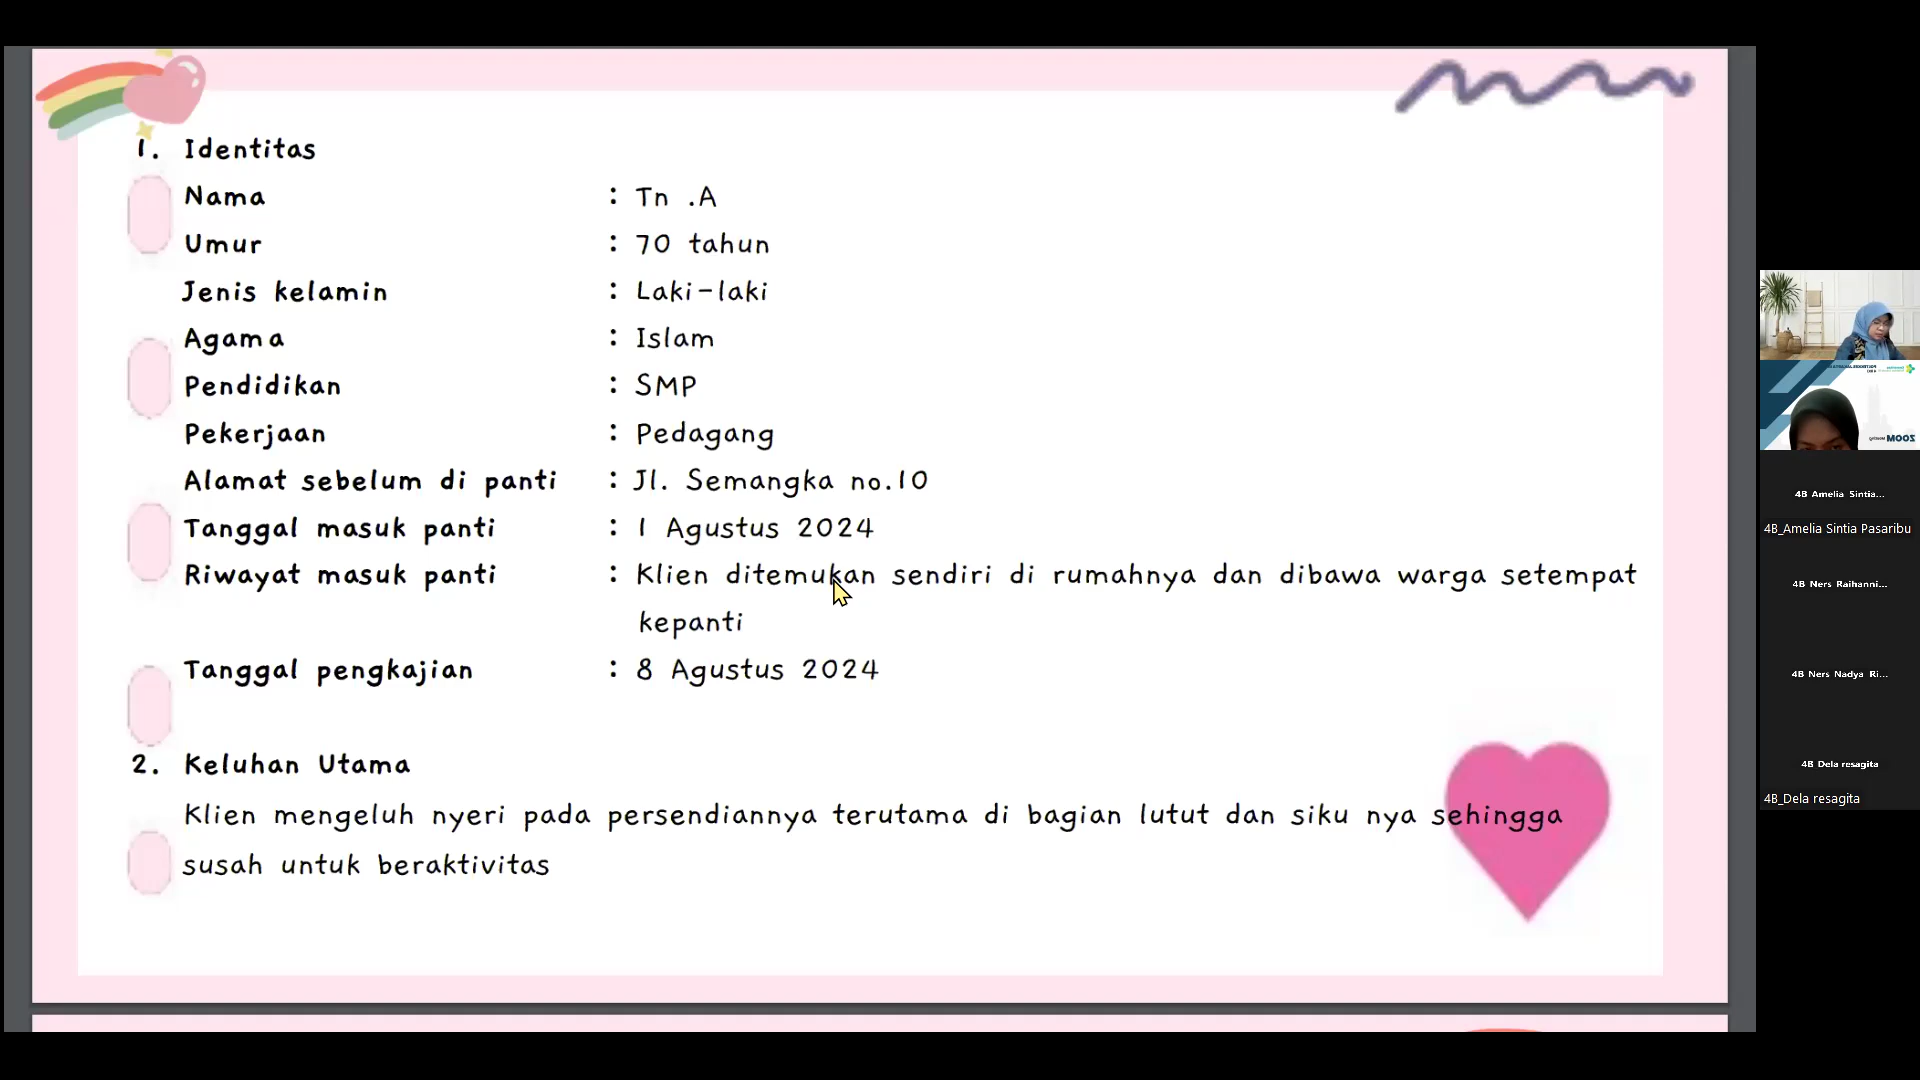 1. Identitas
Nama : Tn .A
Umur : 70 tahun
Jenis kelamin : Laki-laki
Agama : Islam
Pendidikan : SMP
Pekerjaan : Pedagang
Alamat sebelum di panti : Jl. Semangka no.10
Tanggal masuk panti : 1 Agustus 2024
Riwayat masuk panti : Klien ditemukan sendiri di rumahnya dan dibawa warga setempat
kepanti
Tanggal pengkajian : 8 Agustus 2024
2. Keluhan Utama
Klien mengeluh nyeri pada persendiannya terutama di bagian lutut dan siku nya sehingga
susah untuk beraktivitas
ZOOM
4B Amelia Sintia...
4B_Amelia Sintia Pasaribu
4B Ners Raihanni...
4B Ners Nadya Ri...
4B Dela resagita
4B_Dela resagita